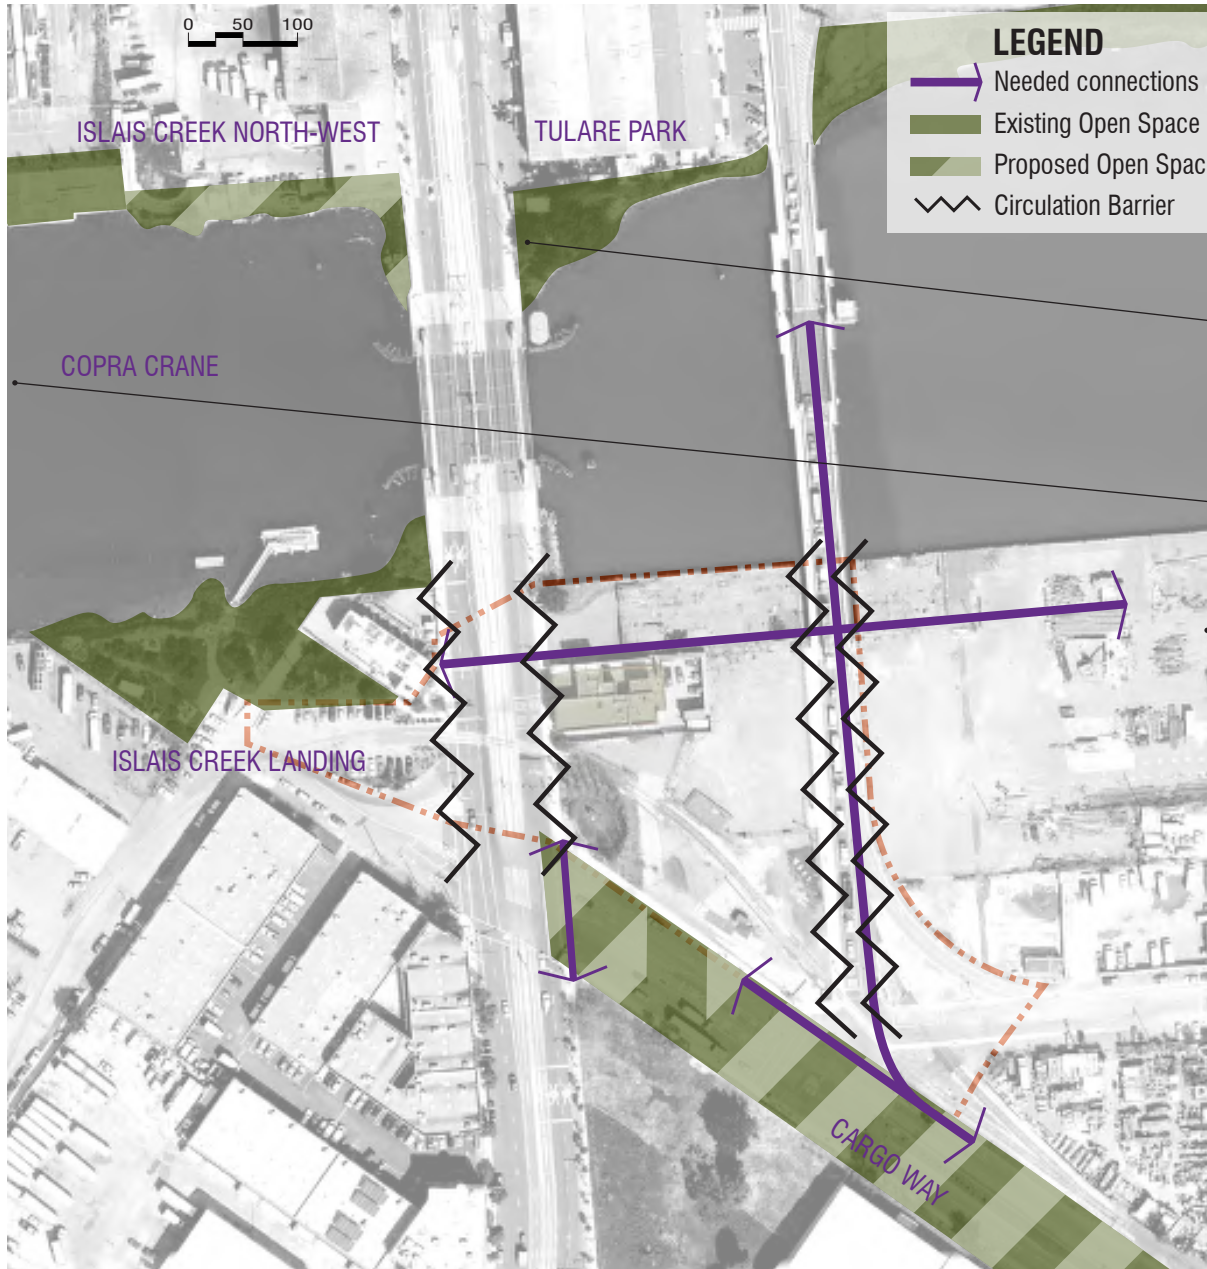 0 50 100
LEGEND
Needed connections
Existing Open Space
Proposed Open Spac
Circulation Barrier
ISLAIS CREEK NORTH-WEST
TULARE PARK
COPRA CRANE
ISLAIS CREEK LANDING
CARGO WAY